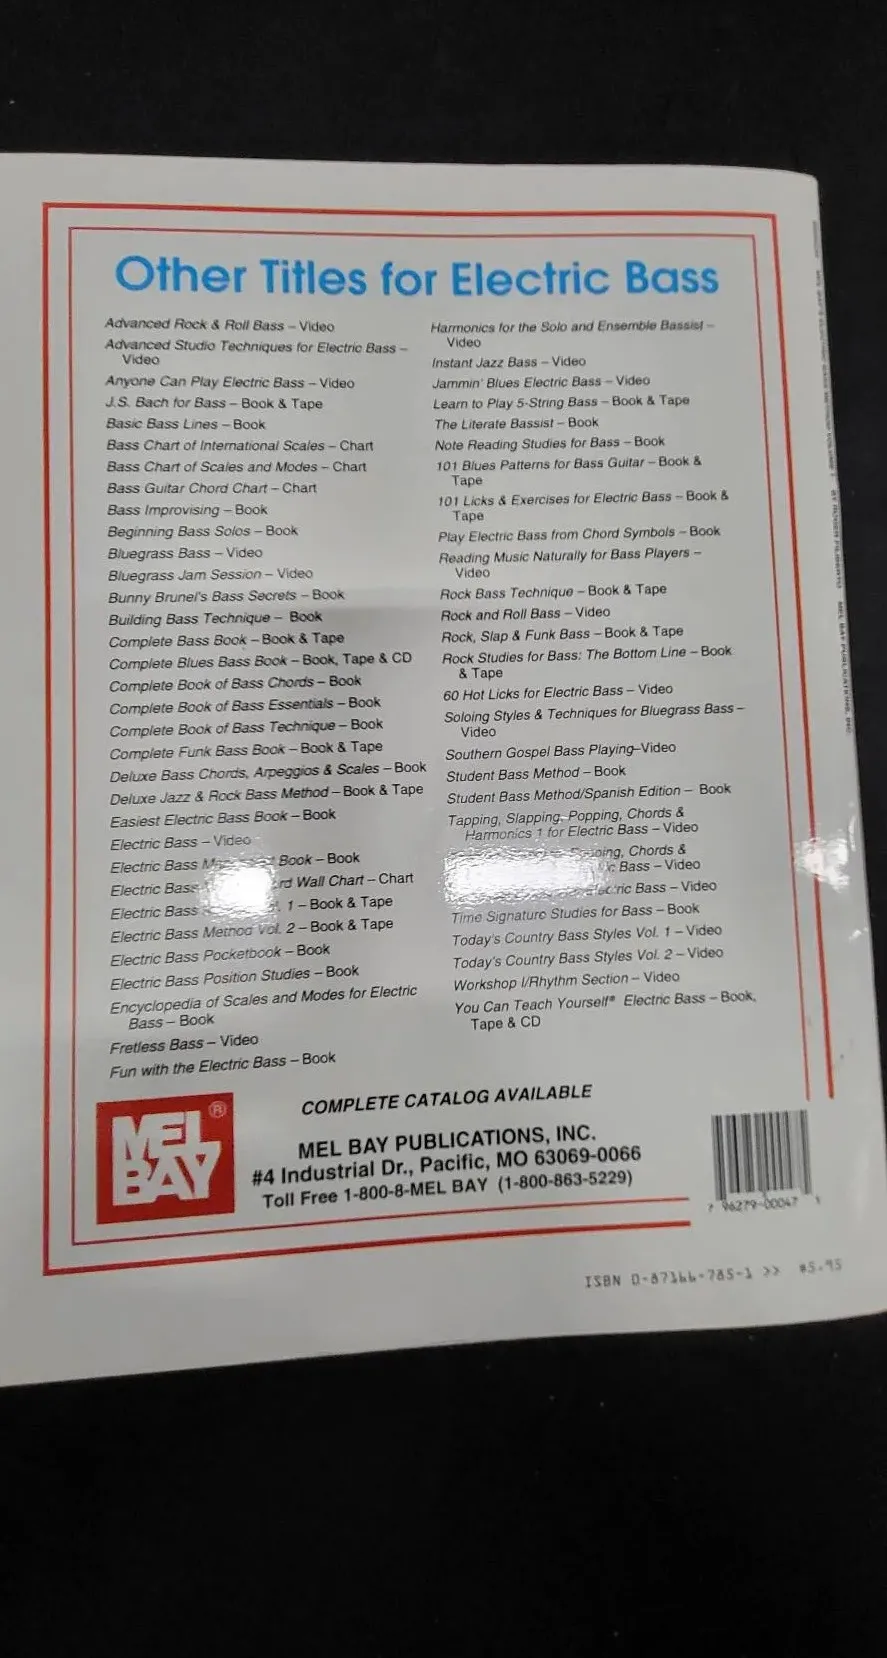 Other Titles for Electric Bass
Advanced Rock & Roll Bass – Video
Advanced Studio Techniques for Electric Bass –
Video
Anyone Can Play Electric Bass – Video
J.S. Bach for Bass – Book & Tape
Basic Bass Lines – Book
Bass Chart of International Scales – Chart
Bass Chart of Scales and Modes – Chart
Bass Guitar Chord Chart – Chart
Bass Improvising – Book
Beginning Bass Solos – Book
Bluegrass Bass – Video
Bluegrass Jam Session – Video
Bunny Brunel's Bass Secrets – Book
Building Bass Technique – Book
Complete Bass Book – Book & Tape
Complete Blues Bass Book – Book, Tape & CD
Complete Book of Bass Chords – Book
Complete Book of Bass Essentials – Book
Complete Book of Bass Technique – Book
Complete Funk Bass Book – Book & Tape
Deluxe Bass Chords, Arpeggios & Scales – Book
Deluxe Jazz & Rock Bass Method – Book & Tape
Easiest Electric Bass Book – Book
Electric Bass – Video
Electric Bass Book – Book
Electric Bass Wall Chart – Chart
Electric Bass 1 – Book & Tape
Electric Bass Method Vol. 2 – Book & Tape
Electric Bass Pocketbook – Book
Electric Bass Position Studies – Book
Encyclopedia of Scales and Modes for Electric
Bass – Book
Fretless Bass – Video
Fun with the Electric Bass – Book
Harmonics for the Solo and Ensemble Bassist –
Video
Instant Jazz Bass – Video
Jammin' Blues Electric Bass – Video
Learn to Play 5-String Bass – Book & Tape
The Literate Bassist – Book
Note Reading Studies for Bass – Book
101 Blues Patterns for Bass Guitar – Book &
Tape
101 Licks & Exercises for Electric Bass – Book &
Tape
Play Electric Bass from Chord Symbols – Book
Reading Music Naturally for Bass Players –
Video
Rock Bass Technique – Book & Tape
Rock and Roll Bass – Video
Rock, Slap & Funk Bass – Book & Tape
Rock Studies for Bass: The Bottom Line – Book
& Tape
60 Hot Licks for Electric Bass – Video
Soloing Styles & Techniques for Bluegrass Bass –
Video
Southern Gospel Bass Playing–Video
Student Bass Method – Book
Student Bass Method/Spanish Edition – Book
Tapping, Slapping, Popping, Chords &
Harmonics 1 for Electric Bass – Video
Chords &
Bass – Video
Electric Bass – Video
Time Signature Studies for Bass – Book
Today's Country Bass Styles Vol. 1 – Video
Today's Country Bass Styles Vol. 2 – Video
Workshop I/Rhythm Section – Video
You Can Teach Yourself® Electric Bass – Book,
Tape & CD
MEL BAY ®
COMPLETE CATALOG AVAILABLE
MEL BAY PUBLICATIONS, INC.
#4 Industrial Dr., Pacific, MO 63069-0066
Toll Free 1-800-8-MEL BAY (1-800-863-5229)
7 96279-00047 1
ISBN 0-87166-785-1 >> $5.95